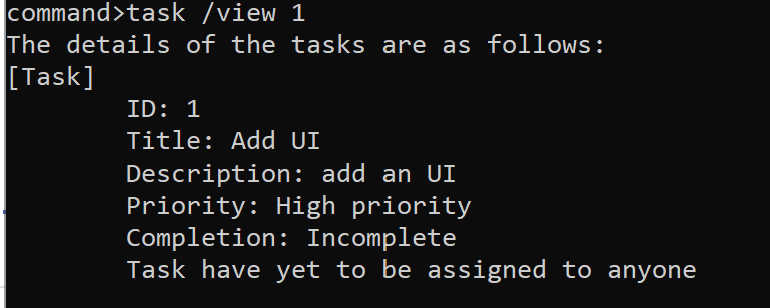 command>task /view 1
The details of the tasks are as follows:
[Task]
ID: 1
Title: Add UI
Description: add an UI
Priority: High priority
Completion: Incomplete
Task have yet to be assigned to anyone